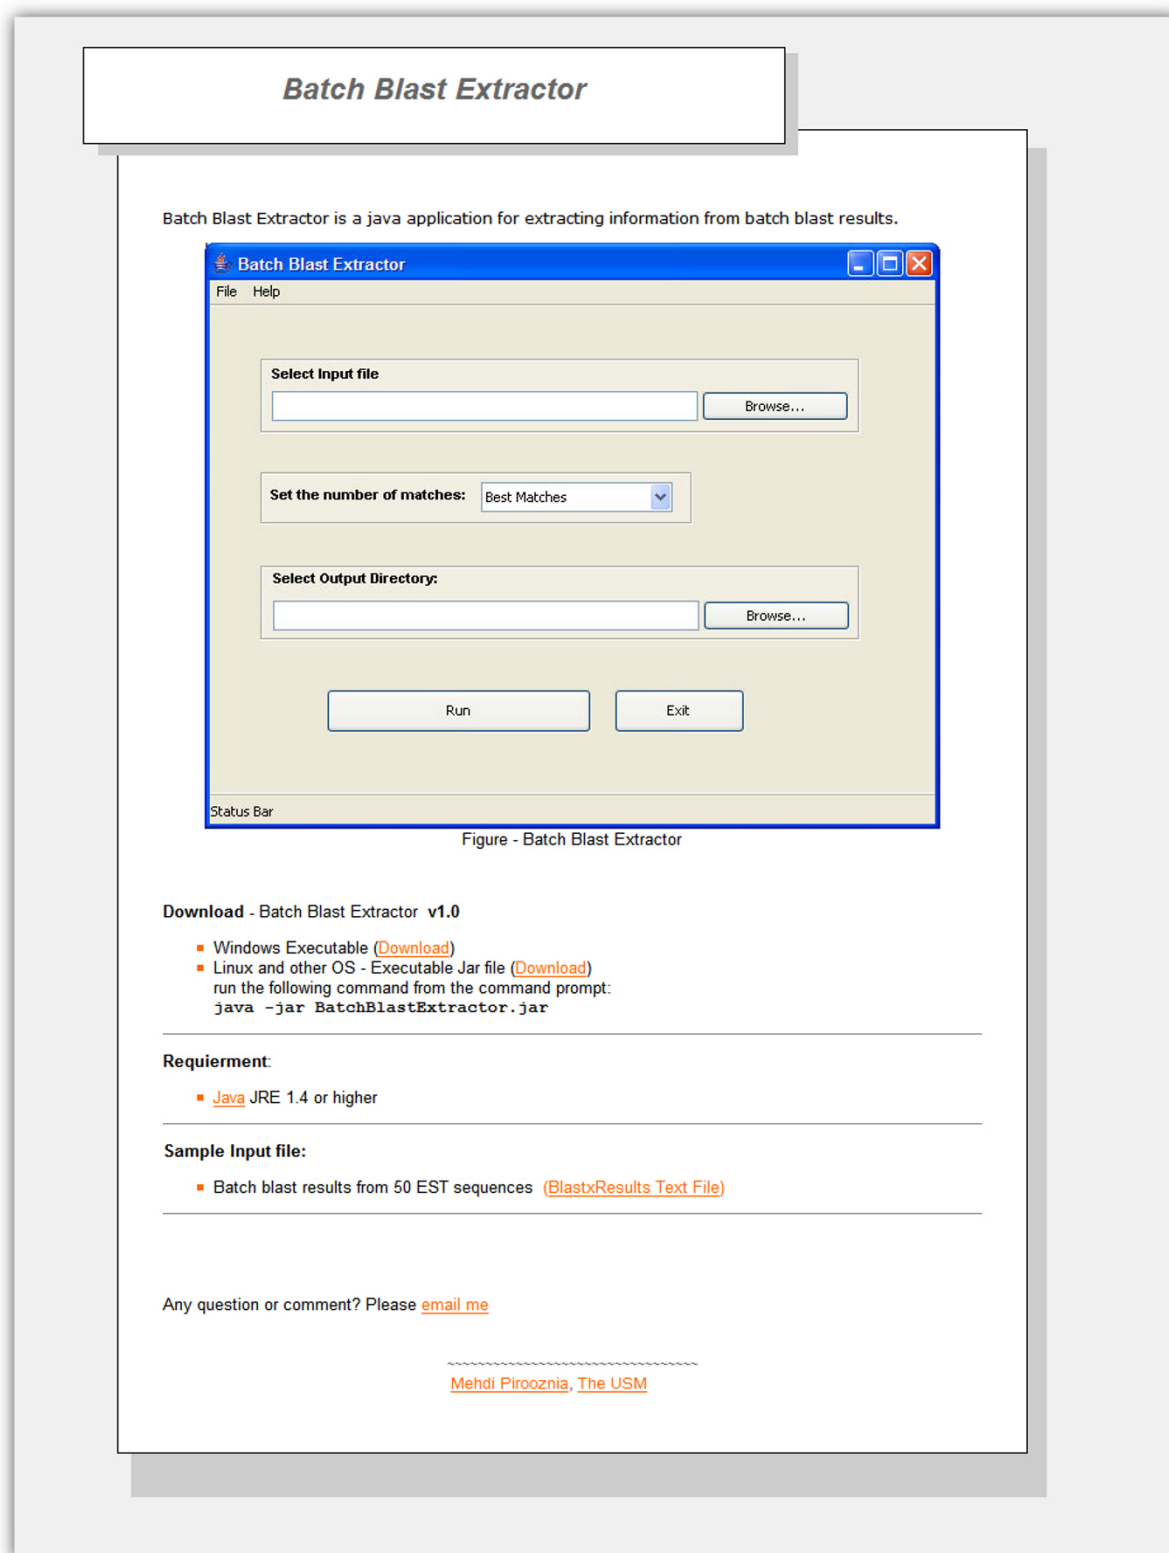 Batch Blast Extractor
Batch Blast Extractor is a java application for extracting information from batch blast results.
Batch Blast Extractor
File Help
Select Input file
Browse...
Set the number of matches: Best Matches
Select Output Directory:
Browse...
Run Exit
Status Bar
Figure - Batch Blast Extractor
Download - Batch Blast Extractor v1.0
Windows Executable (Download)
Linux and other OS - Executable Jar file (Download)
run the following command from the command prompt:
java -jar BatchBlastExtractor.jar
Requierment:
Java JRE 1.4 or higher
Sample Input file:
Batch blast results from 50 EST sequences (BlastxResults Text File)
Any question or comment? Please email me
~~~~~~~~~~~~~~~~~~~~~~~~~~~~~~~~~
Mehdi Pirooznia, The USM